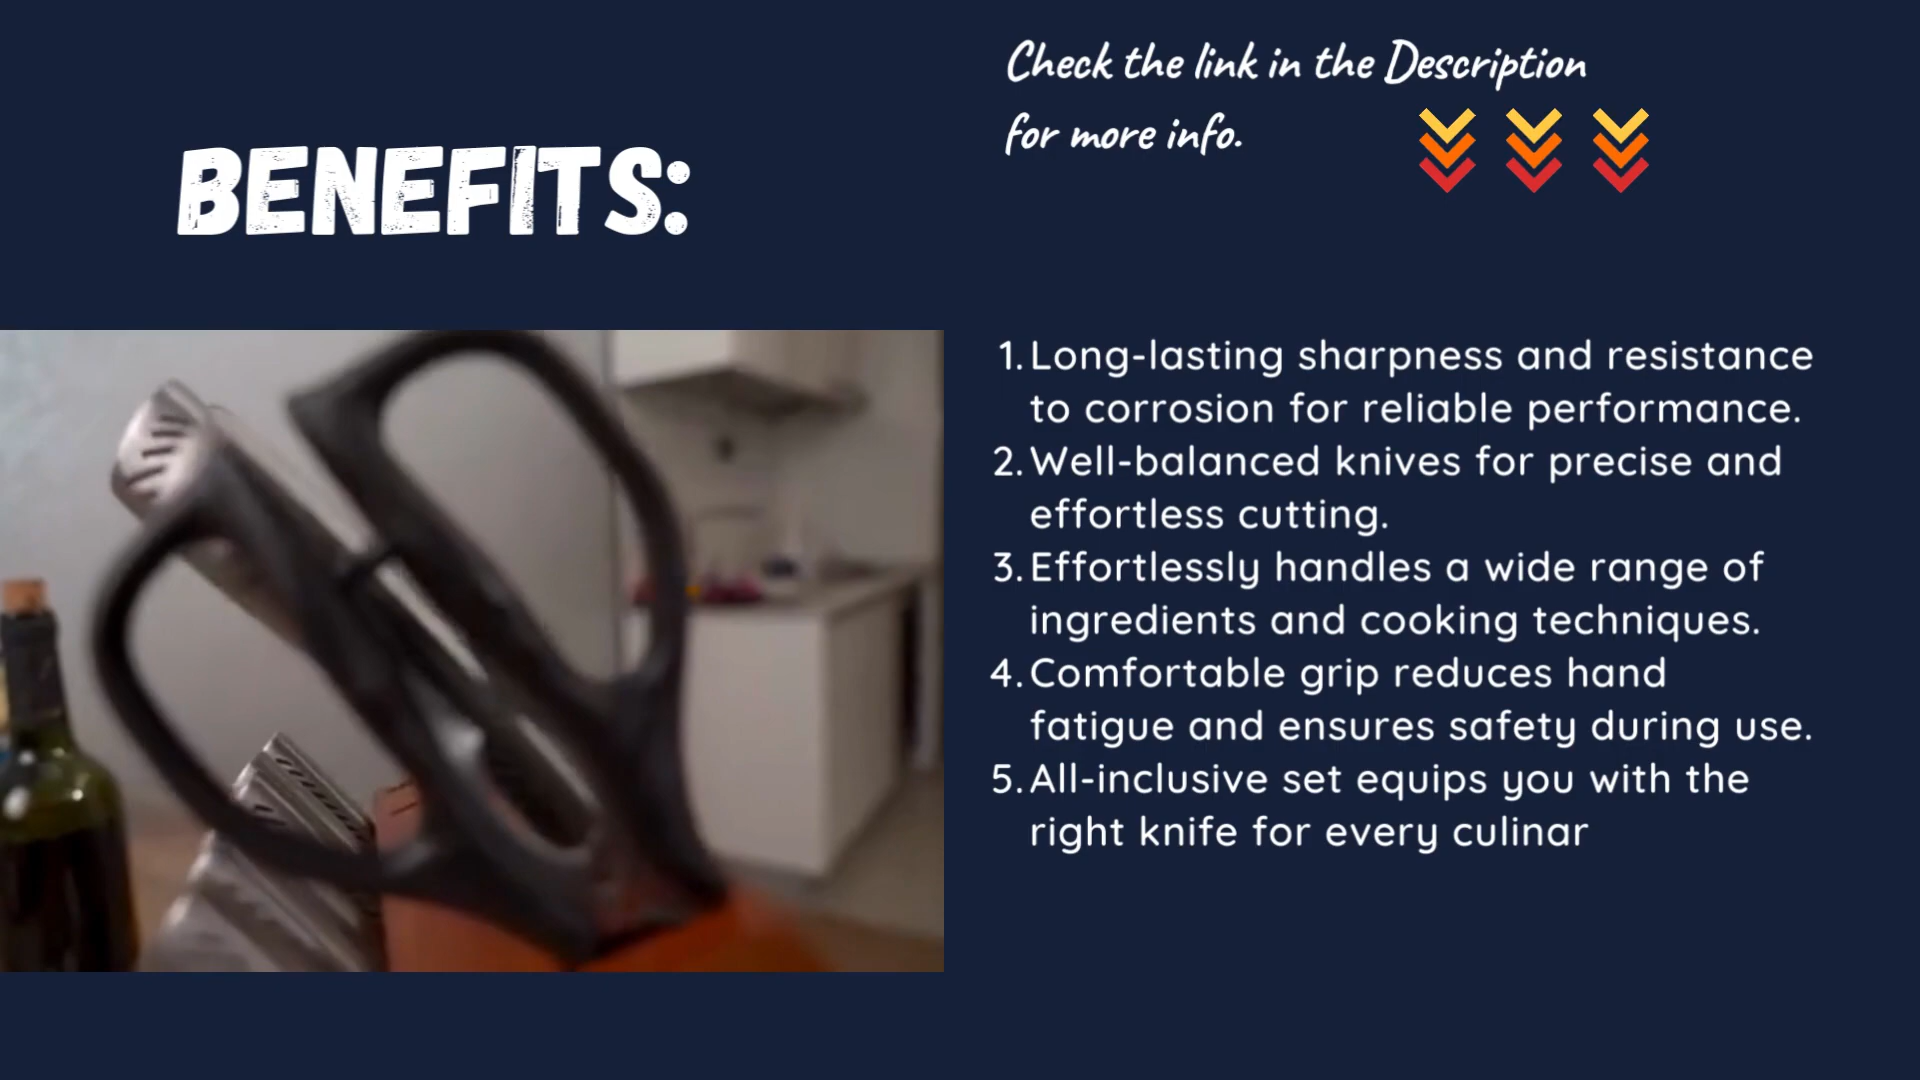 Check the link in the Description
for more info.
BENEFITS:
1. Long-lasting sharpness and resistance
to corrosion for reliable performance.
2. Well-balanced knives for precise and
effortless cutting.
3. Effortlessly handles a wide range of
ingredients and cooking techniques.
4. Comfortable grip reduces hand
fatigue and ensures safety during use.
5. All-inclusive set equips you with the
right knife for every culinar